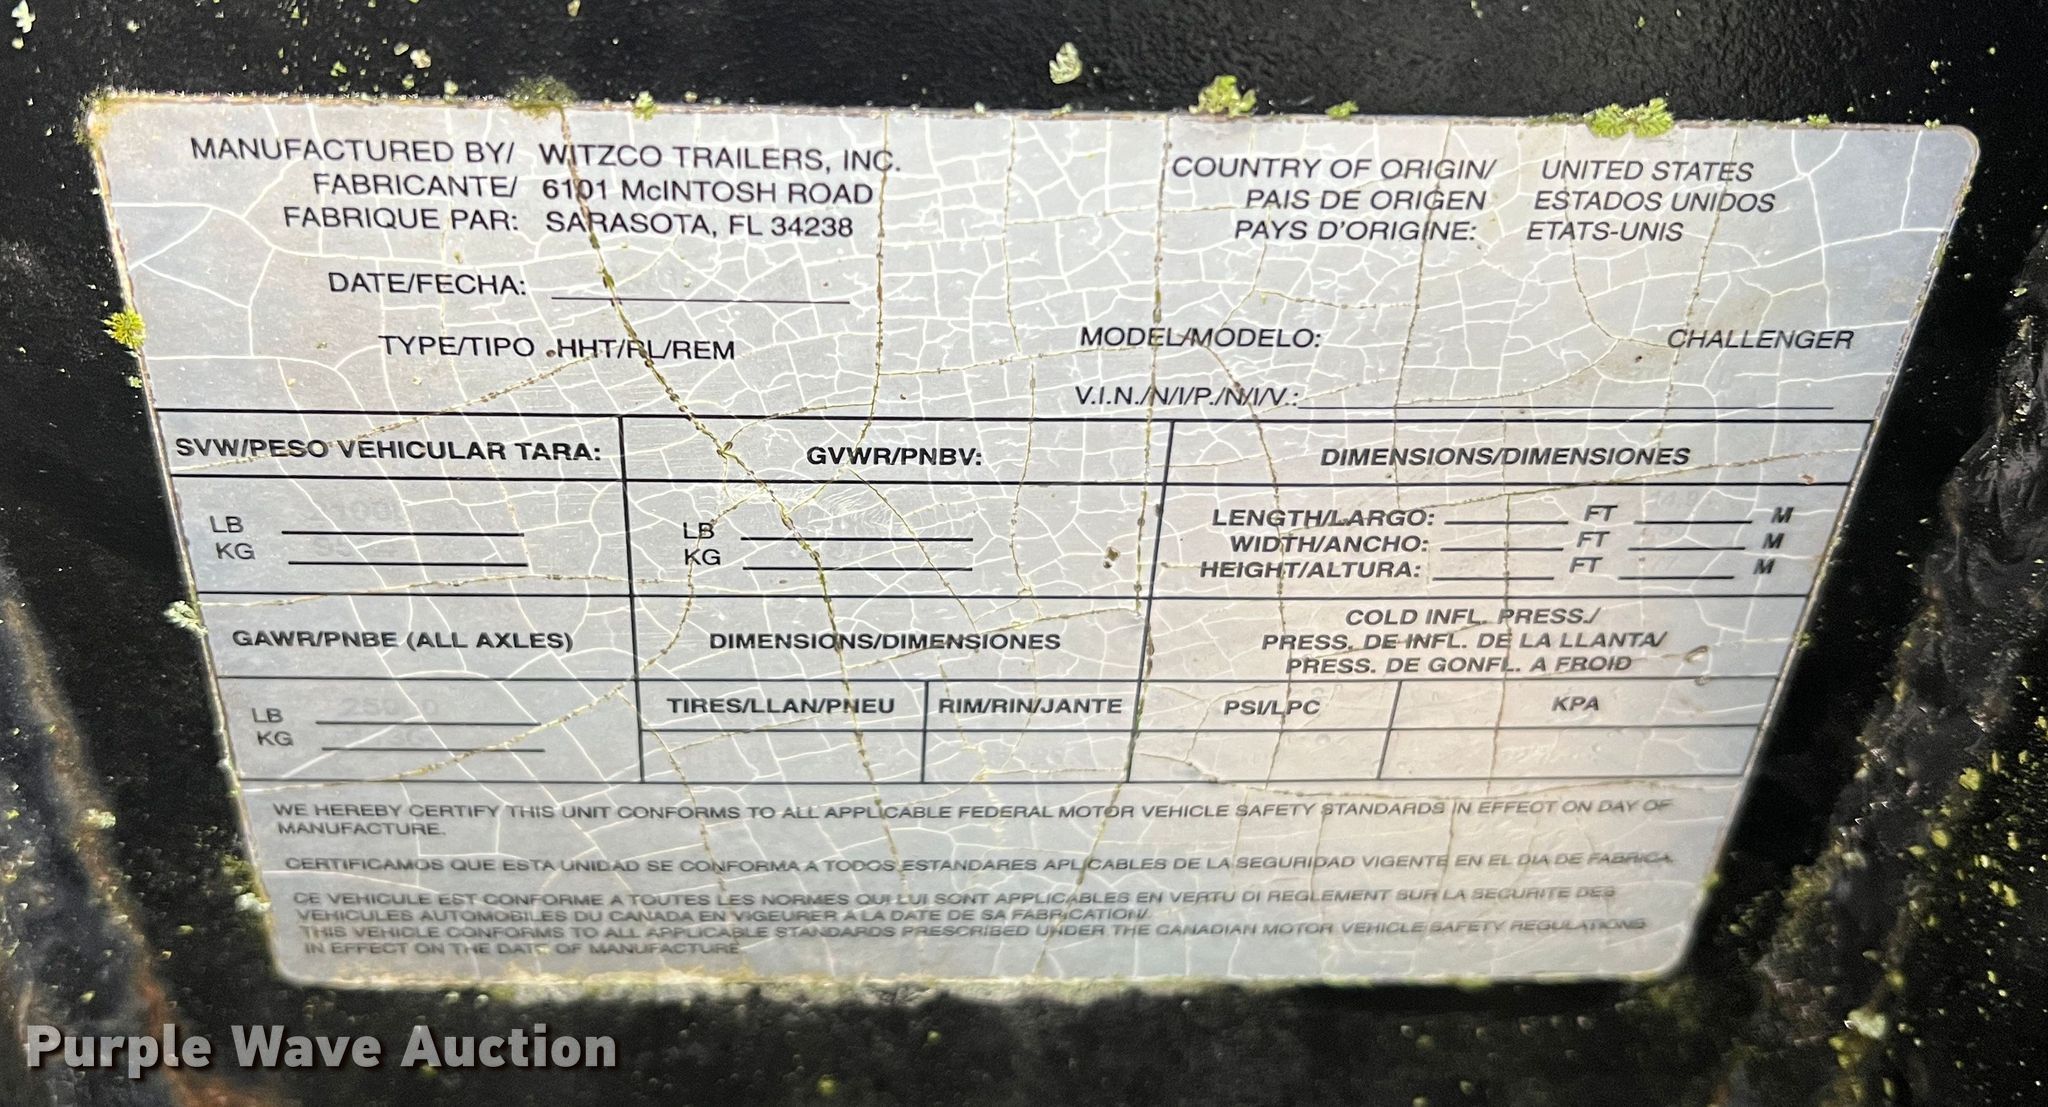 MANUFACTURED BY/ WITZCO TRAILERS, INC.
FABRICANTE/ 6101 McINTOSH ROAD
FABRIQUE PAR: SARASOTA, FL 34238
COUNTRY OF ORIGIN/ UNITED STATES
PAIS DE ORIGEN ESTADOS UNIDOS
PAYS D'ORIGINE: ETATS-UNIS
DATE/FECHA:
TYPE/TIPO HHT/RL/REM
MODEL/MODELO: CHALLENGER
V.I.N./N/I/P./N/I/V.:
SVW/PESO VEHICULAR TARA:
LB
KG
GVWR/PNBV:
LB
KG
DIMENSIONS/DIMENSIONES
LENGTH/LARGO: FT M
WIDTH/ANCHO: FT M
HEIGHT/ALTURA: FT M
GAWR/PNBE (ALL AXLES)
LB
KG
DIMENSIONS/DIMENSIONES
TIRES/LLAN/PNEU RIM/RIN/JANTE
COLD INFL. PRESS./
PRESS. DE INFL. DE LA LLANTA/
PRESS. DE GONFL. A FROID
PSI/LPC KPA
WE HEREBY CERTIFY THIS UNIT CONFORMS TO ALL APPLICABLE FEDERAL MOTOR VEHICLE SAFETY STANDARDS IN EFFECT ON DAY OF
MANUFACTURE.
CERTIFICAMOS QUE ESTA UNIDAD SE CONFORMA A TODOS ESTANDARES APLICABLES DE LA SEGURIDAD VIGENTE EN EL DIA DE FABRICA
CE VEHICULE EST CONFORME A TOUTES LES NORMES QUI LUI SONT APPLICABLES EN VERTU DI REGLEMENT SUR LA SECURITE DES
VEHICULES AUTOMOBILES DU CANADA EN VIGEURER A LA DATE DE SA FABRICATION/
THIS VEHICLE CONFORMS TO ALL APPLICABLE STANDARDS PRESCRIBED UNDER THE CANADIAN MOTOR VEHICLE SAFETY REGULATIONS
IN EFFECT ON THE DATE OF MANUFACTURE
Purple Wave Auction